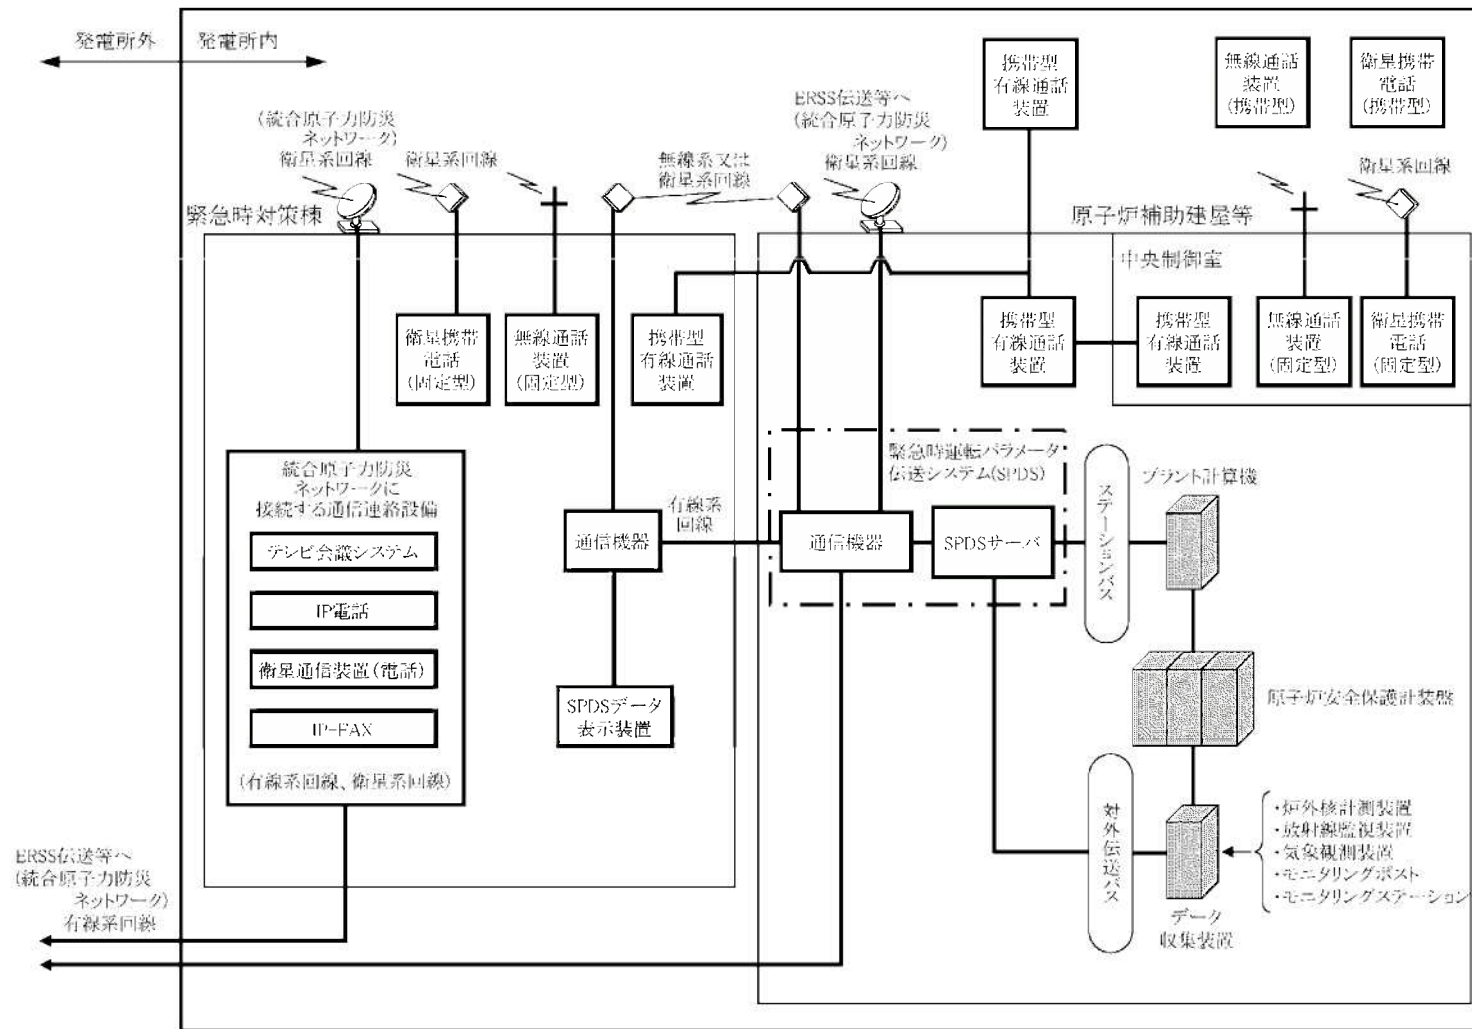 発電所外
発電所内
(統合原子力防災
ネットワーク)
衛星系回線
衛星系回線
無線系又は
衛星系回線
ERSS伝送等へ
(統合原子力防災
ネットワーク)
衛星系回線
携帯型
有線通話
装置
無線通話
装置
(携帯型)
衛星携帯
電話
(携帯型)
衛星系回線
緊急時対策棟
原子炉補助建屋等
中央制御室
衛星携帯
電話
(固定型)
無線通話
装置
(固定型)
携帯型
有線通話
装置
携帯型
有線通話
装置
携帯型
有線通話
装置
無線通話
装置
(固定型)
衛星携帯
電話
(固定型)
統合原子力防災
ネットワークに
接続する通信連絡設備
テレビ会議システム
IP電話
衛星通信装置(電話)
IP-FAX
(有線系回線、衛星系回線)
通信機器
有線系
回線
SPDSデータ
表示装置
緊急時運転パラメータ
伝送システム(SPDS)
通信機器
SPDSサーバ
ステーションバス
プラント計算機
原子炉安全保護計装盤
対外伝送バス
データ
収集装置
・炉外核計測装置
・放射線監視装置
・気象観測装置
・モニタリングポスト
・モニタリングステーション
ERSS伝送等へ
(統合原子力防災
ネットワーク)
有線系回線